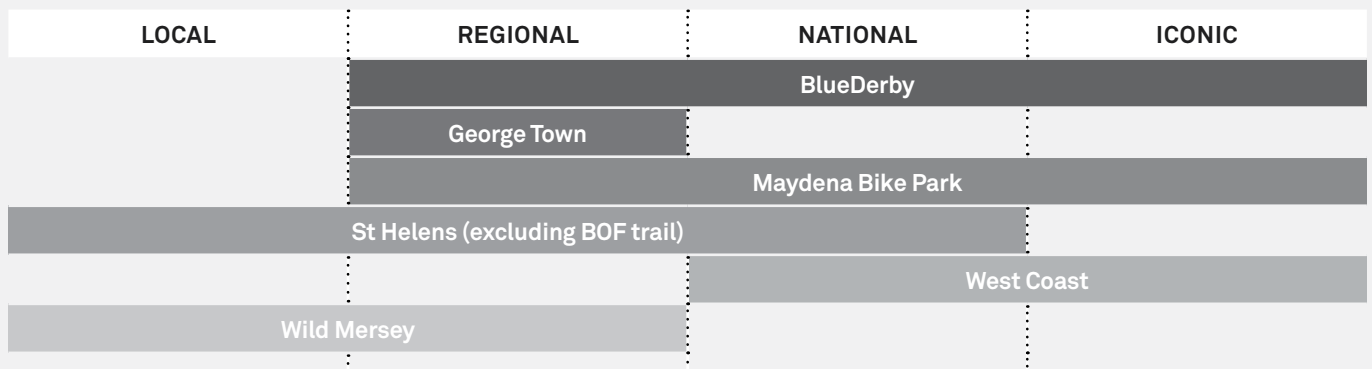 LOCAL REGIONAL NATIONAL ICONIC
BlueDerby
George Town
Maydena Bike Park
St Helens (excluding BOF trail)
West Coast
Wild Mersey